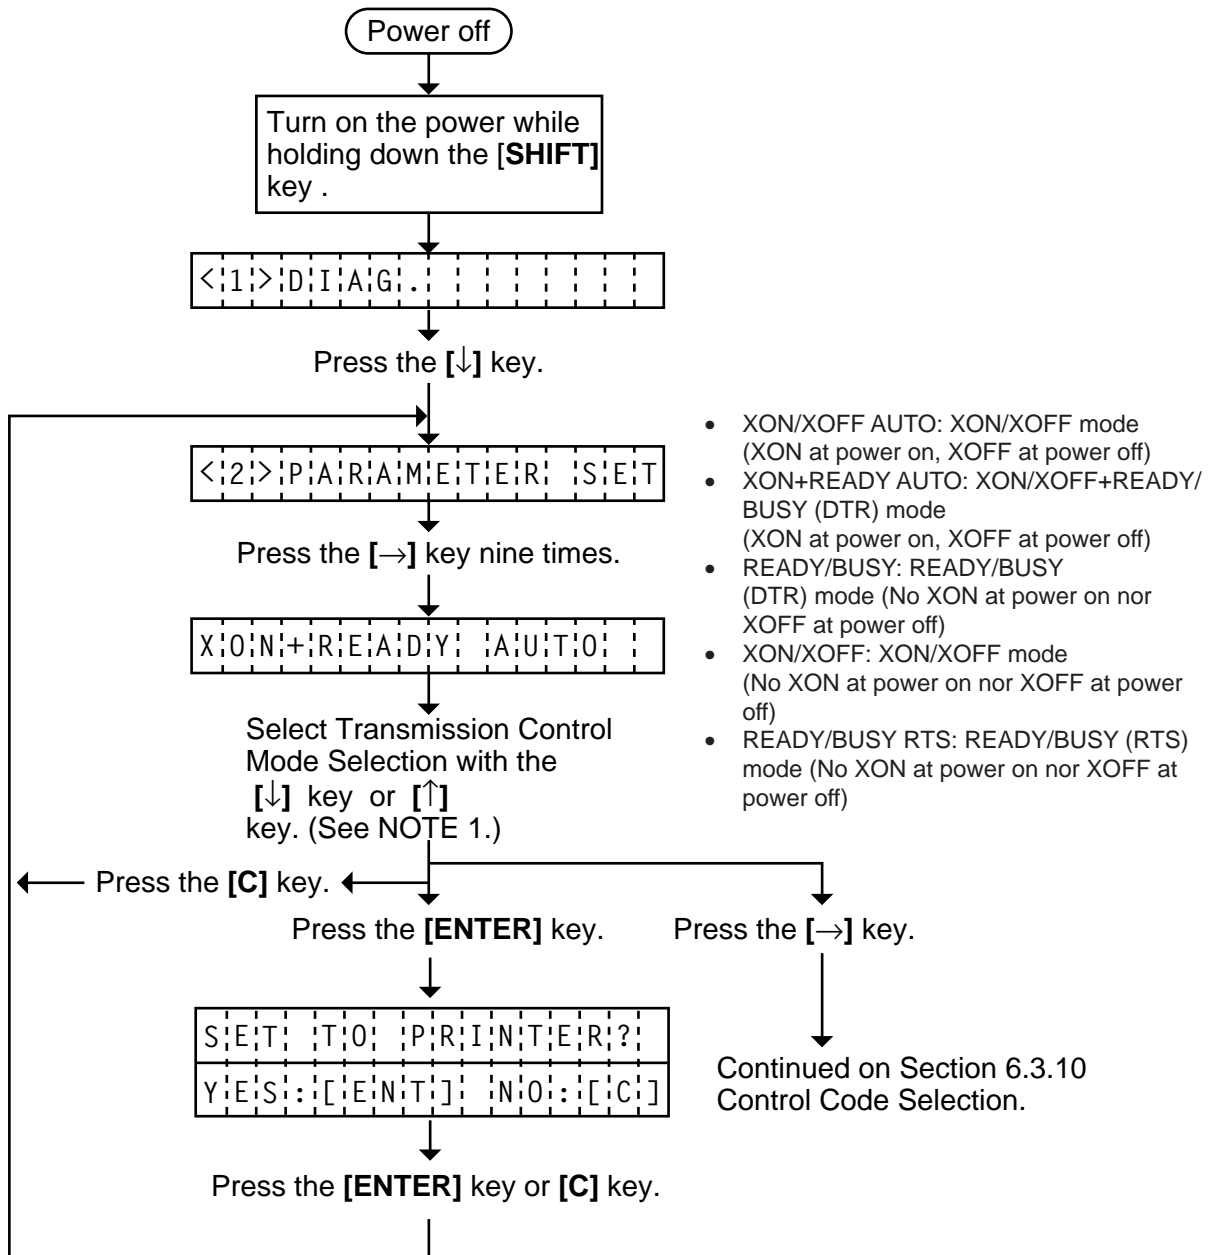 Power off
Turn on the power while
holding down the [SHIFT]
key .
<1>DIAG.
Press the [↓] key.
<2>PARAMETER SET
Press the [→] key nine times.
XON+READY AUTO
Select Transmission Control
Mode Selection with the
[↓] key or [↑]
key. (See NOTE 1.)
• XON/XOFF AUTO: XON/XOFF mode
(XON at power on, XOFF at power off)
• XON+READY AUTO: XON/XOFF+READY/
BUSY (DTR) mode
(XON at power on, XOFF at power off)
• READY/BUSY: READY/BUSY
(DTR) mode (No XON at power on nor
XOFF at power off)
• XON/XOFF: XON/XOFF mode
(No XON at power on nor XOFF at power
off)
• READY/BUSY RTS: READY/BUSY (RTS)
mode (No XON at power on nor XOFF at
power off)
Press the [C] key.
Press the [ENTER] key.
Press the [→] key.
SET TO PRINTER?
YES:[ENT] NO:[C]
Continued on Section 6.3.10
Control Code Selection.
Press the [ENTER] key or [C] key.